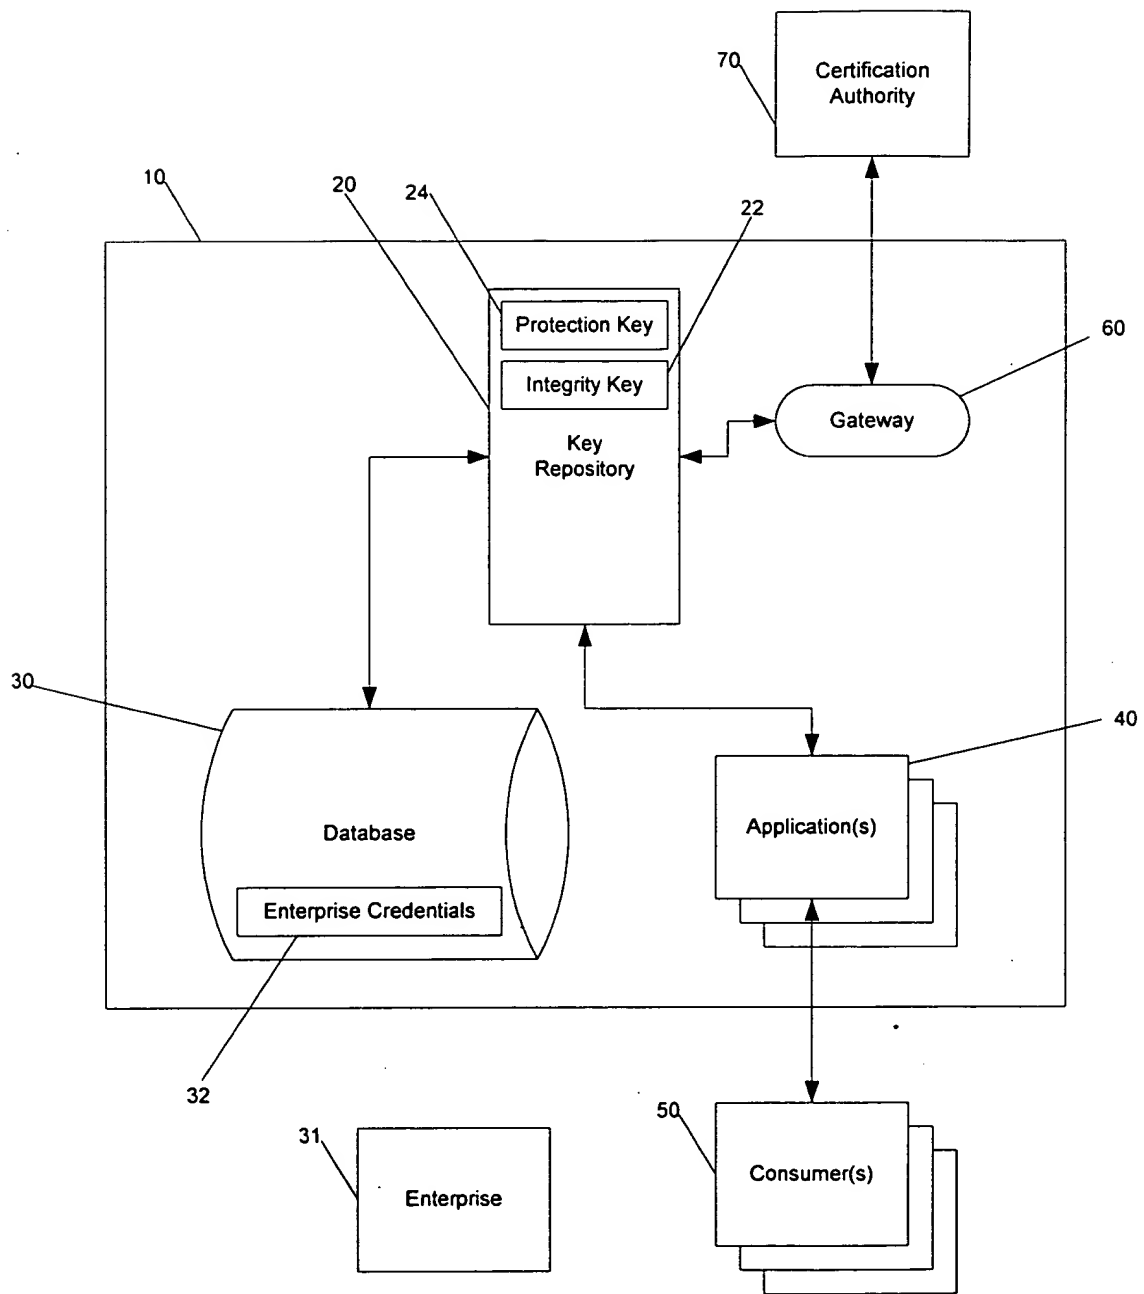 70
Certification
Authority
10
20
24
22
Protection Key
60
Integrity Key
Gateway
Key
Repository
30
40
Application(s)
Database
Enterprise Credentials
32
50
31
Consumer(s)
Enterprise